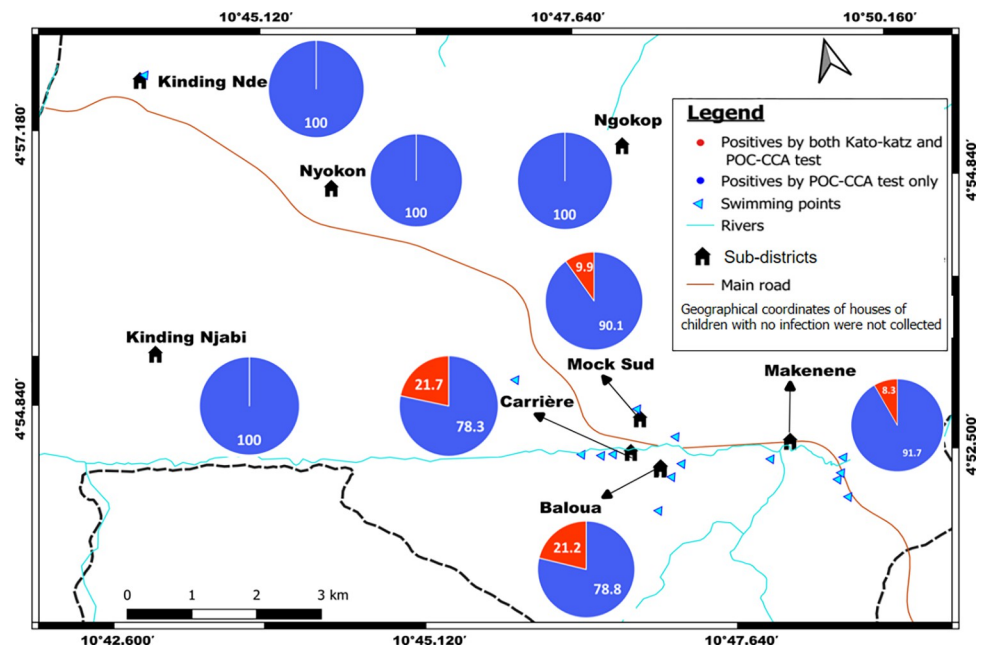 10°45.120′ 10°47.640′ 10°50.160′
4°57.180′
4°54.840′
Kinding Nde
100
Nyokon
100
Ngokop
100
Legend
Positives by both Kato-katz and
POC-CCA test
Positives by POC-CCA test only
Swimming points
Rivers
Sub-districts
Main road
Geographical coordinates of houses of
children with no infection were not collected
4°54.840′
4°52.500′
9.9
90.1
Mock Sud
Kinding Njabi
100
21.7
78.3
Carrière
Makenene
8.3
91.7
Baloua
21.2
78.8
0 1 2 3 km
10°42.600′ 10°45.120′ 10°47.640′